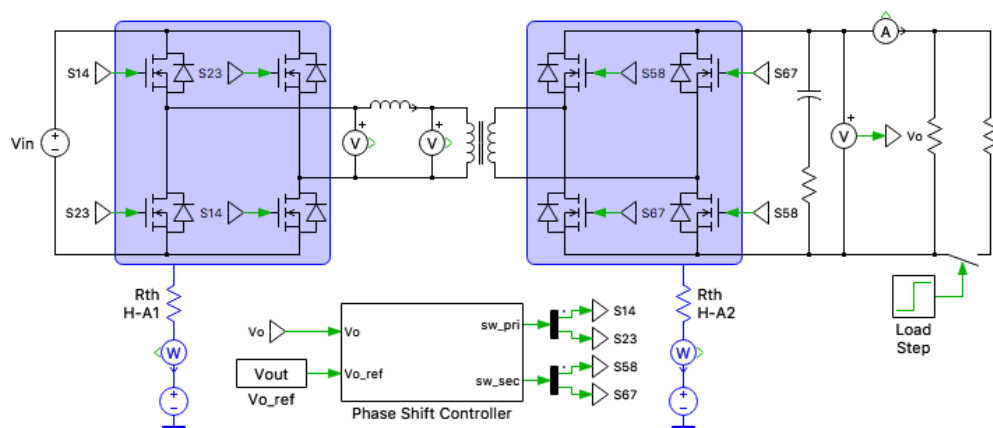 S14
S23
S58
S67
A
Vin
V
V
V
Vo
S23
S14
S67
S58
Rth
H-A1
Rth
H-A2
Load
Step
W
W
Vo
Vo
sw_pri
S14
S23
Vout
Vo_ref
sw_sec
S58
S67
Vo_ref
Phase Shift Controller